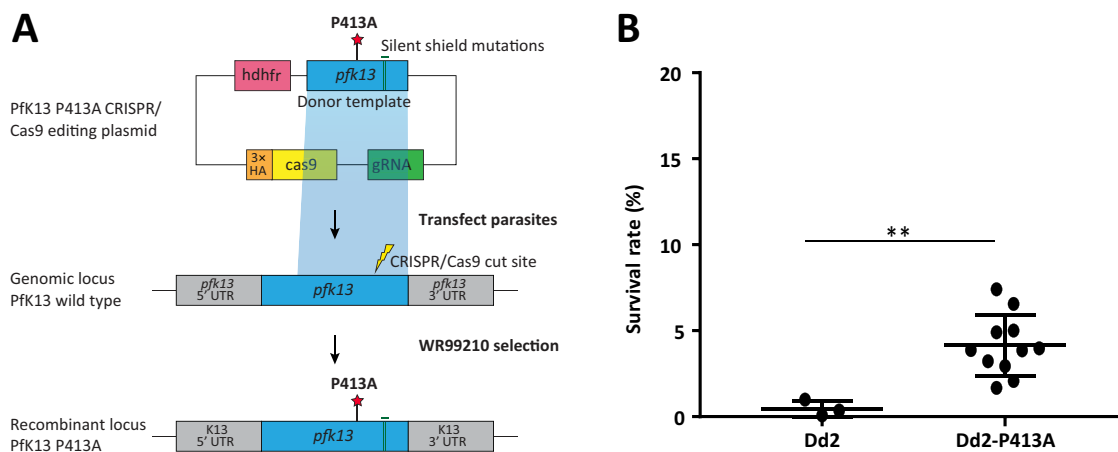 A
P413A
Silent shield mutations
hdhfr
pfk13
Donor template
PfK13 P413A CRISPR/
Cas9 editing plasmid
3×
HA
cas9
gRNA
Transfect parasites
CRISPR/Cas9 cut site
Genomic locus
PfK13 wild type
pfk13
5' UTR
pfk13
pfk13
3' UTR
WR99210 selection
P413A
Recombinant locus
PfK13 P413A
K13
5' UTR
pfk13
K13
3' UTR
B
Survival rate (%)
20
15
10
5
0
**
Dd2
Dd2-P413A